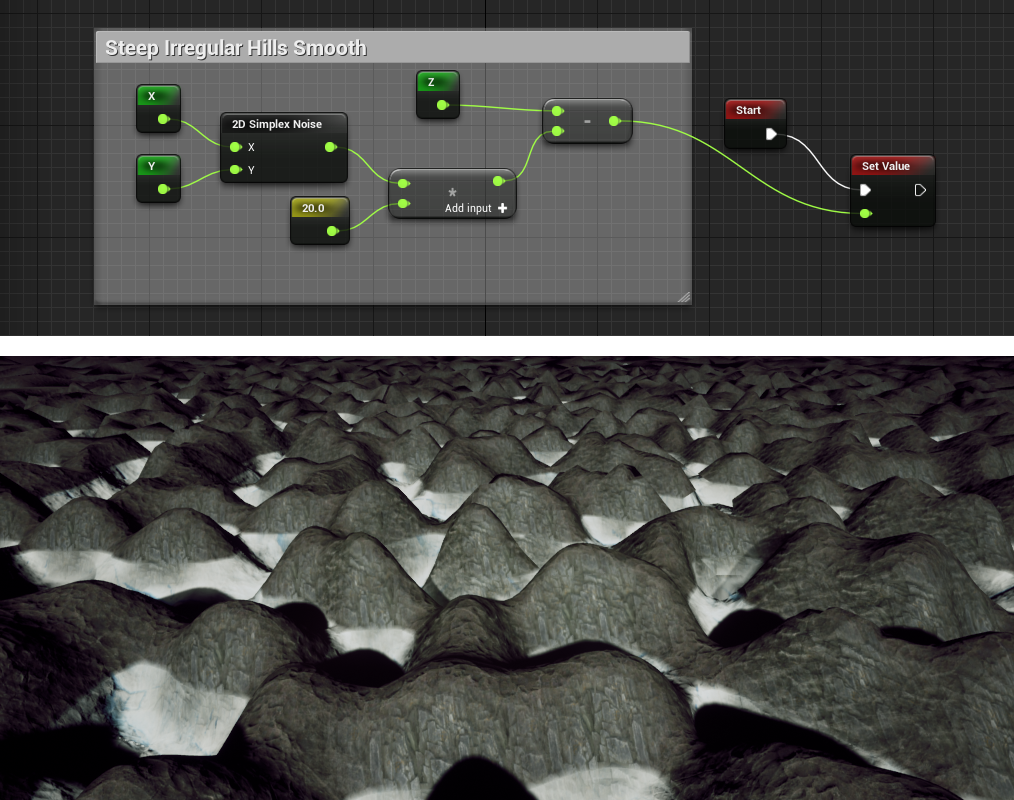 Steep Irregular Hills Smooth
X
Y
2D Simplex Noise
X
Y
20.0
Z
*
Add input +
-
Start
Set Value